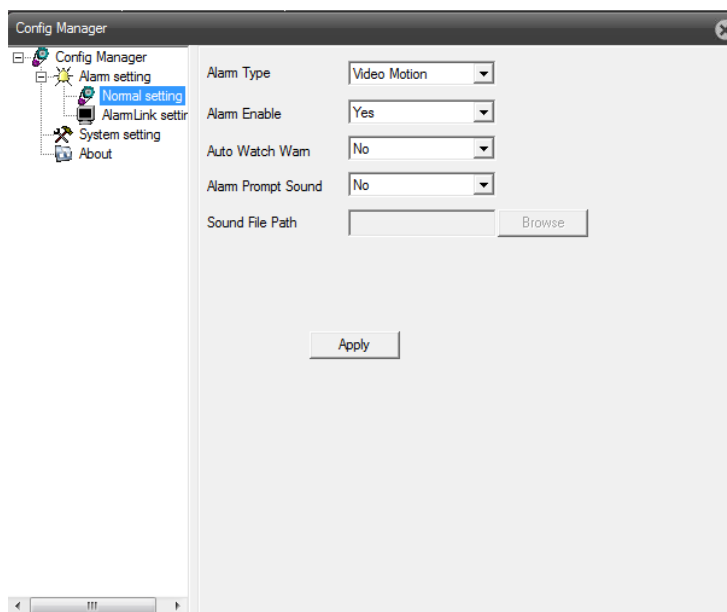 Config Manager
Config Manager
Alarm setting
Normal setting
AlarmLink settir
System setting
About
Alarm Type
Video Motion
Alarm Enable
Yes
Auto Watch Warn
No
Alarm Prompt Sound
No
Sound File Path
Browse
Apply